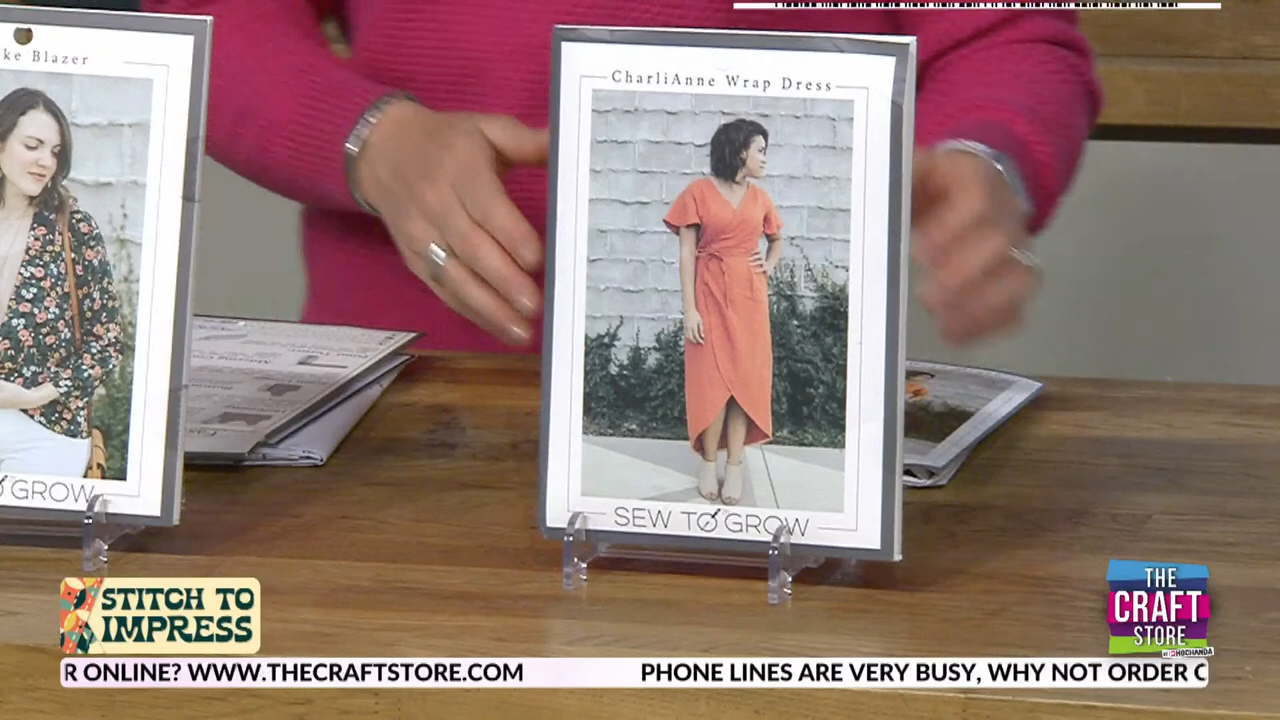 ke Blazer
CharliAnne Wrap Dress
GROW
SEW TO GROW
STITCH TO
IMPRESS
THE
CRAFT
STORE
HOCHANDA
R ONLINE? WWW.THECRAFTSTORE.COM PHONE LINES ARE VERY BUSY, WHY NOT ORDER